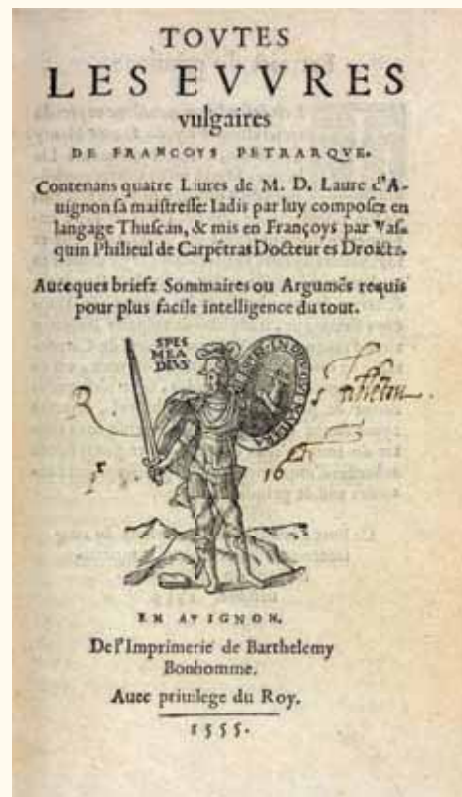 TOVTES
LES EVVRES
vulgaires
DE FRANCOYS PETRARQVE.
Contenans quatre Liures de M. D. Laure d'A-
uignon sa maistresse: Iadis par luy composez en
langage Thuscan, & mis en Françoys par Vas-
quin Philieul de Carpẽtras Docteur es Droictz.
Auecques briefz Sommaires ou Argumẽs requis
pour plus facile intelligence du tout.
SPES
MEA
DEVS
EN AVIGNON.
De l'Imprimerie de Barthelemy
Bonhomme.
Auec priuilege du Roy.
1555.